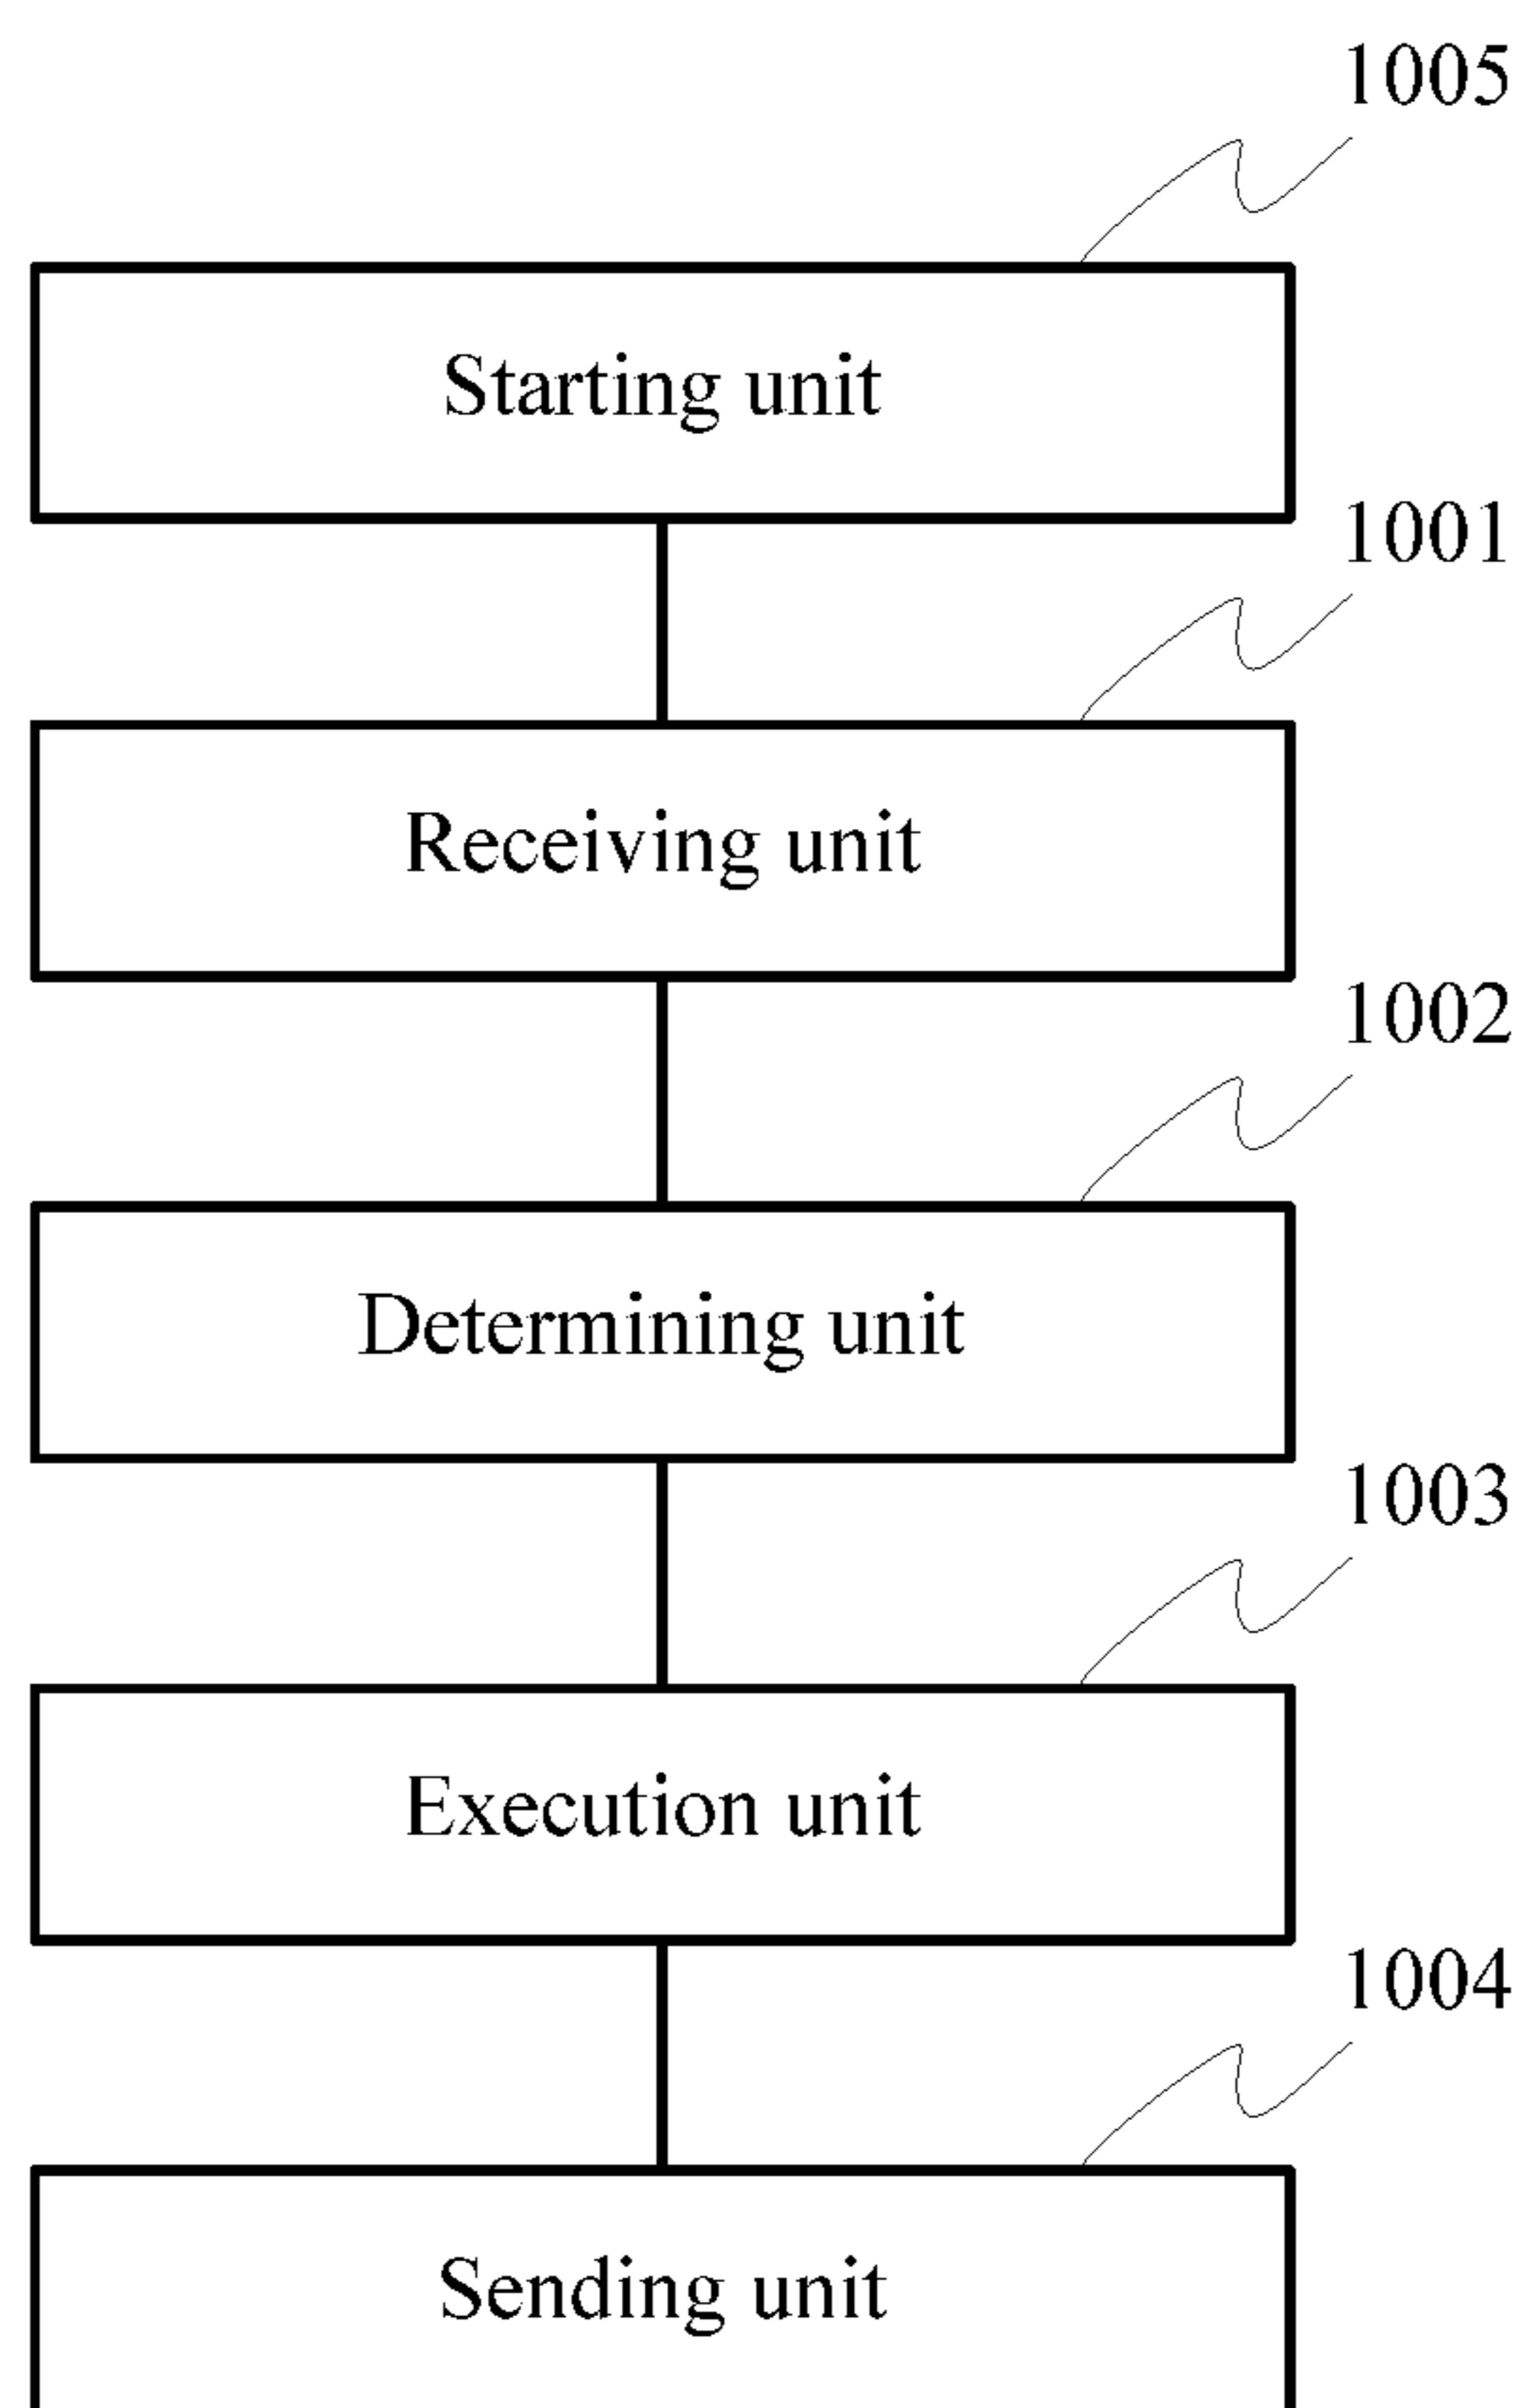 1005
Starting unit
1001
Receiving unit
1002
Determining unit
1003
Execution unit
1004
Sending unit